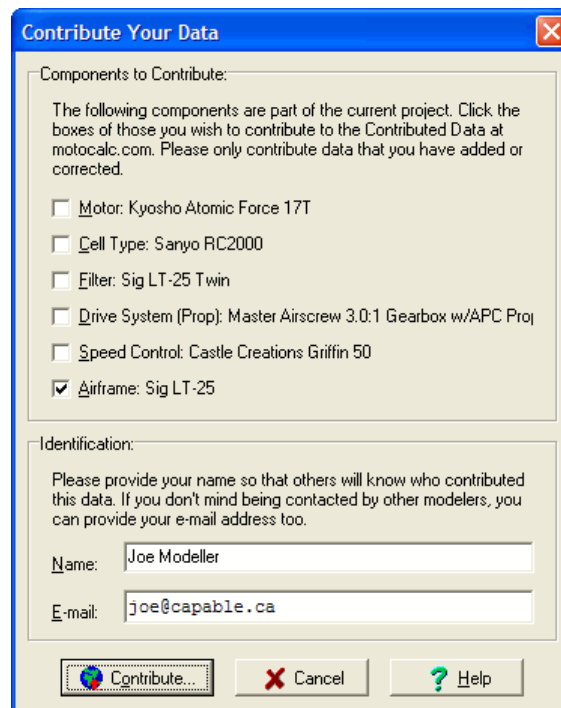 Contribute Your Data
Components to Contribute:
The following components are part of the current project. Click the
boxes of those you wish to contribute to the Contributed Data at
motocalc.com. Please only contribute data that you have added or
corrected.
Motor: Kyosho Atomic Force 17T
Cell Type: Sanyo RC2000
Filter: Sig LT-25 Twin
Drive System (Prop): Master Airscrew 3.0:1 Gearbox w/APC Prop
Speed Control: Castle Creations Griffin 50
Airframe: Sig LT-25
Identification:
Please provide your name so that others will know who contributed
this data. If you don't mind being contacted by other modelers, you
can provide your e-mail address too.
Name: Joe Modeller
E-mail: joe@capable.ca
Contribute... Cancel Help